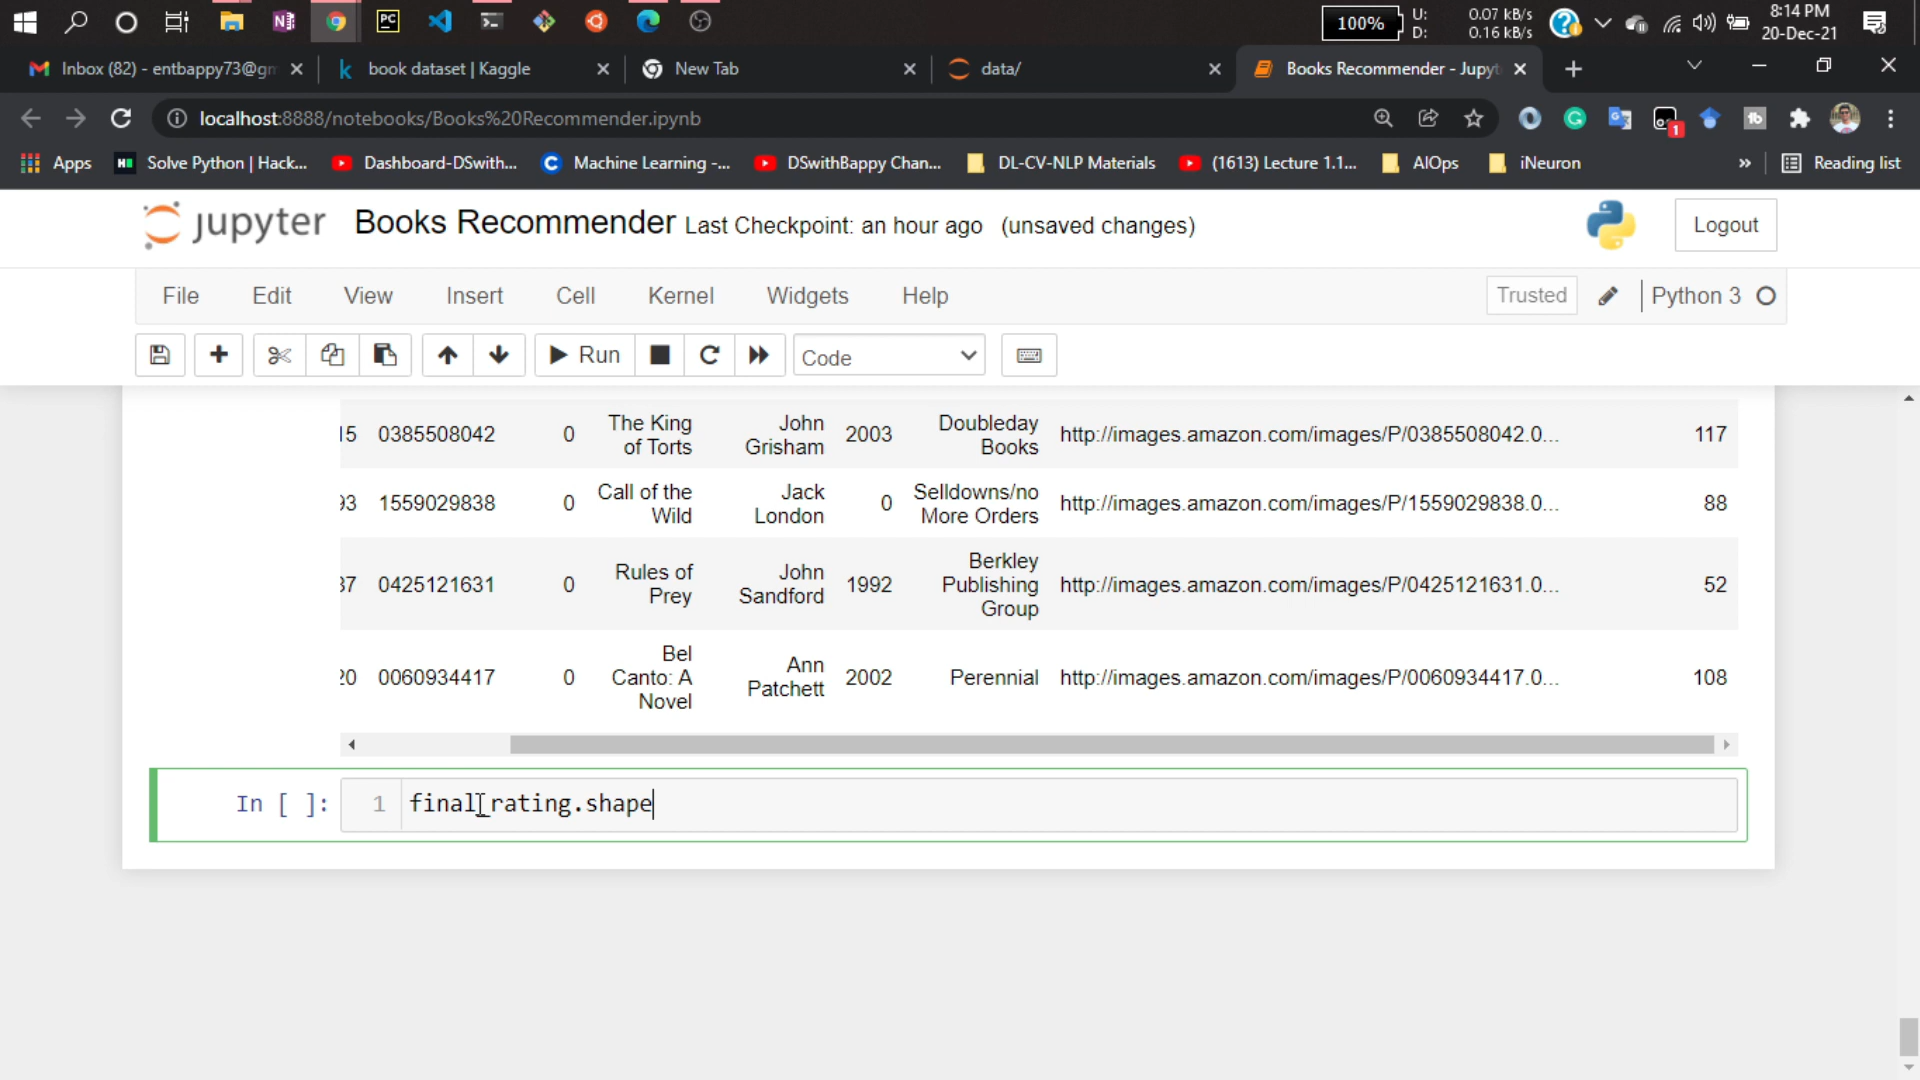 100% U: 0.07 kB/s 8:14 PM
D: 0.16 kB/s 20-Dec-21
Inbox (82) - entbappy73@gm book dataset | Kaggle New Tab data/ Books Recommender - Jupyt
localhost:8888/notebooks/Books%20Recommender.ipynb
Apps Solve Python | Hack... Dashboard-DSwith... Machine Learning -... DSwithBappy Chan... DL-CV-NLP Materials (1613) Lecture 1.1... AIOps iNeuron » Reading list
jupyter Books Recommender Last Checkpoint: an hour ago (unsaved changes) Logout
File Edit View Insert Cell Kernel Widgets Help Trusted Python 3
Run Code
15 0385508042 0 The King of Torts John Grisham 2003 Doubleday Books http://images.amazon.com/images/P/0385508042.0... 117
93 1559029838 0 Call of the Wild Jack London 0 Selldowns/no More Orders http://images.amazon.com/images/P/1559029838.0... 88
37 0425121631 0 Rules of Prey John Sandford 1992 Berkley Publishing Group http://images.amazon.com/images/P/0425121631.0... 52
20 0060934417 0 Bel Canto: A Novel Ann Patchett 2002 Perennial http://images.amazon.com/images/P/0060934417.0... 108
In [ ]: 1 final_rating.shape